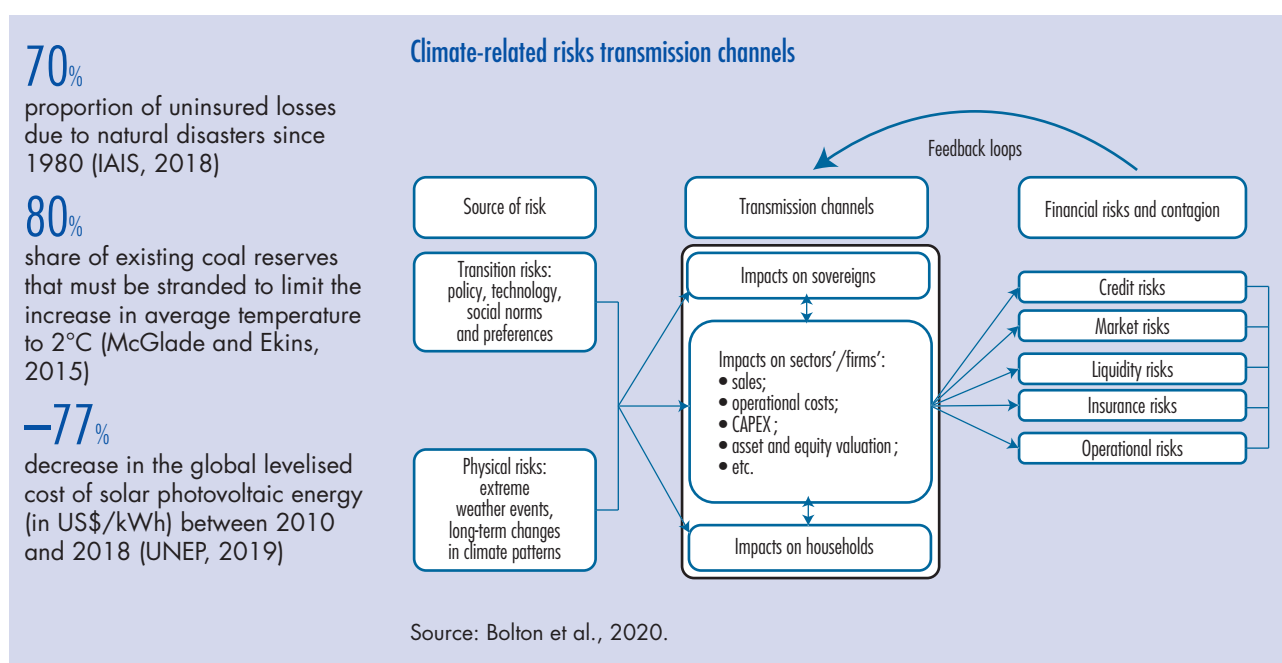 70%
proportion of uninsured losses
due to natural disasters since
1980 (IAIS, 2018)
80%
share of existing coal reserves
that must be stranded to limit the
increase in average temperature
to 2°C (McGlade and Ekins,
2015)
–77%
decrease in the global levelised
cost of solar photovoltaic energy
(in US$/kWh) between 2010
and 2018 (UNEP, 2019)
Climate-related risks transmission channels
Feedback loops
Source of risk
Transmission channels
Financial risks and contagion
Transition risks:
policy, technology,
social norms
and preferences
Physical risks:
extreme
weather events,
long-term changes
in climate patterns
Impacts on sovereigns
Impacts on sectors’/firms’:
• sales;
• operational costs;
• CAPEX ;
• asset and equity valuation ;
• etc.
Impacts on households
Credit risks
Market risks
Liquidity risks
Insurance risks
Operational risks
Source: Bolton et al., 2020.